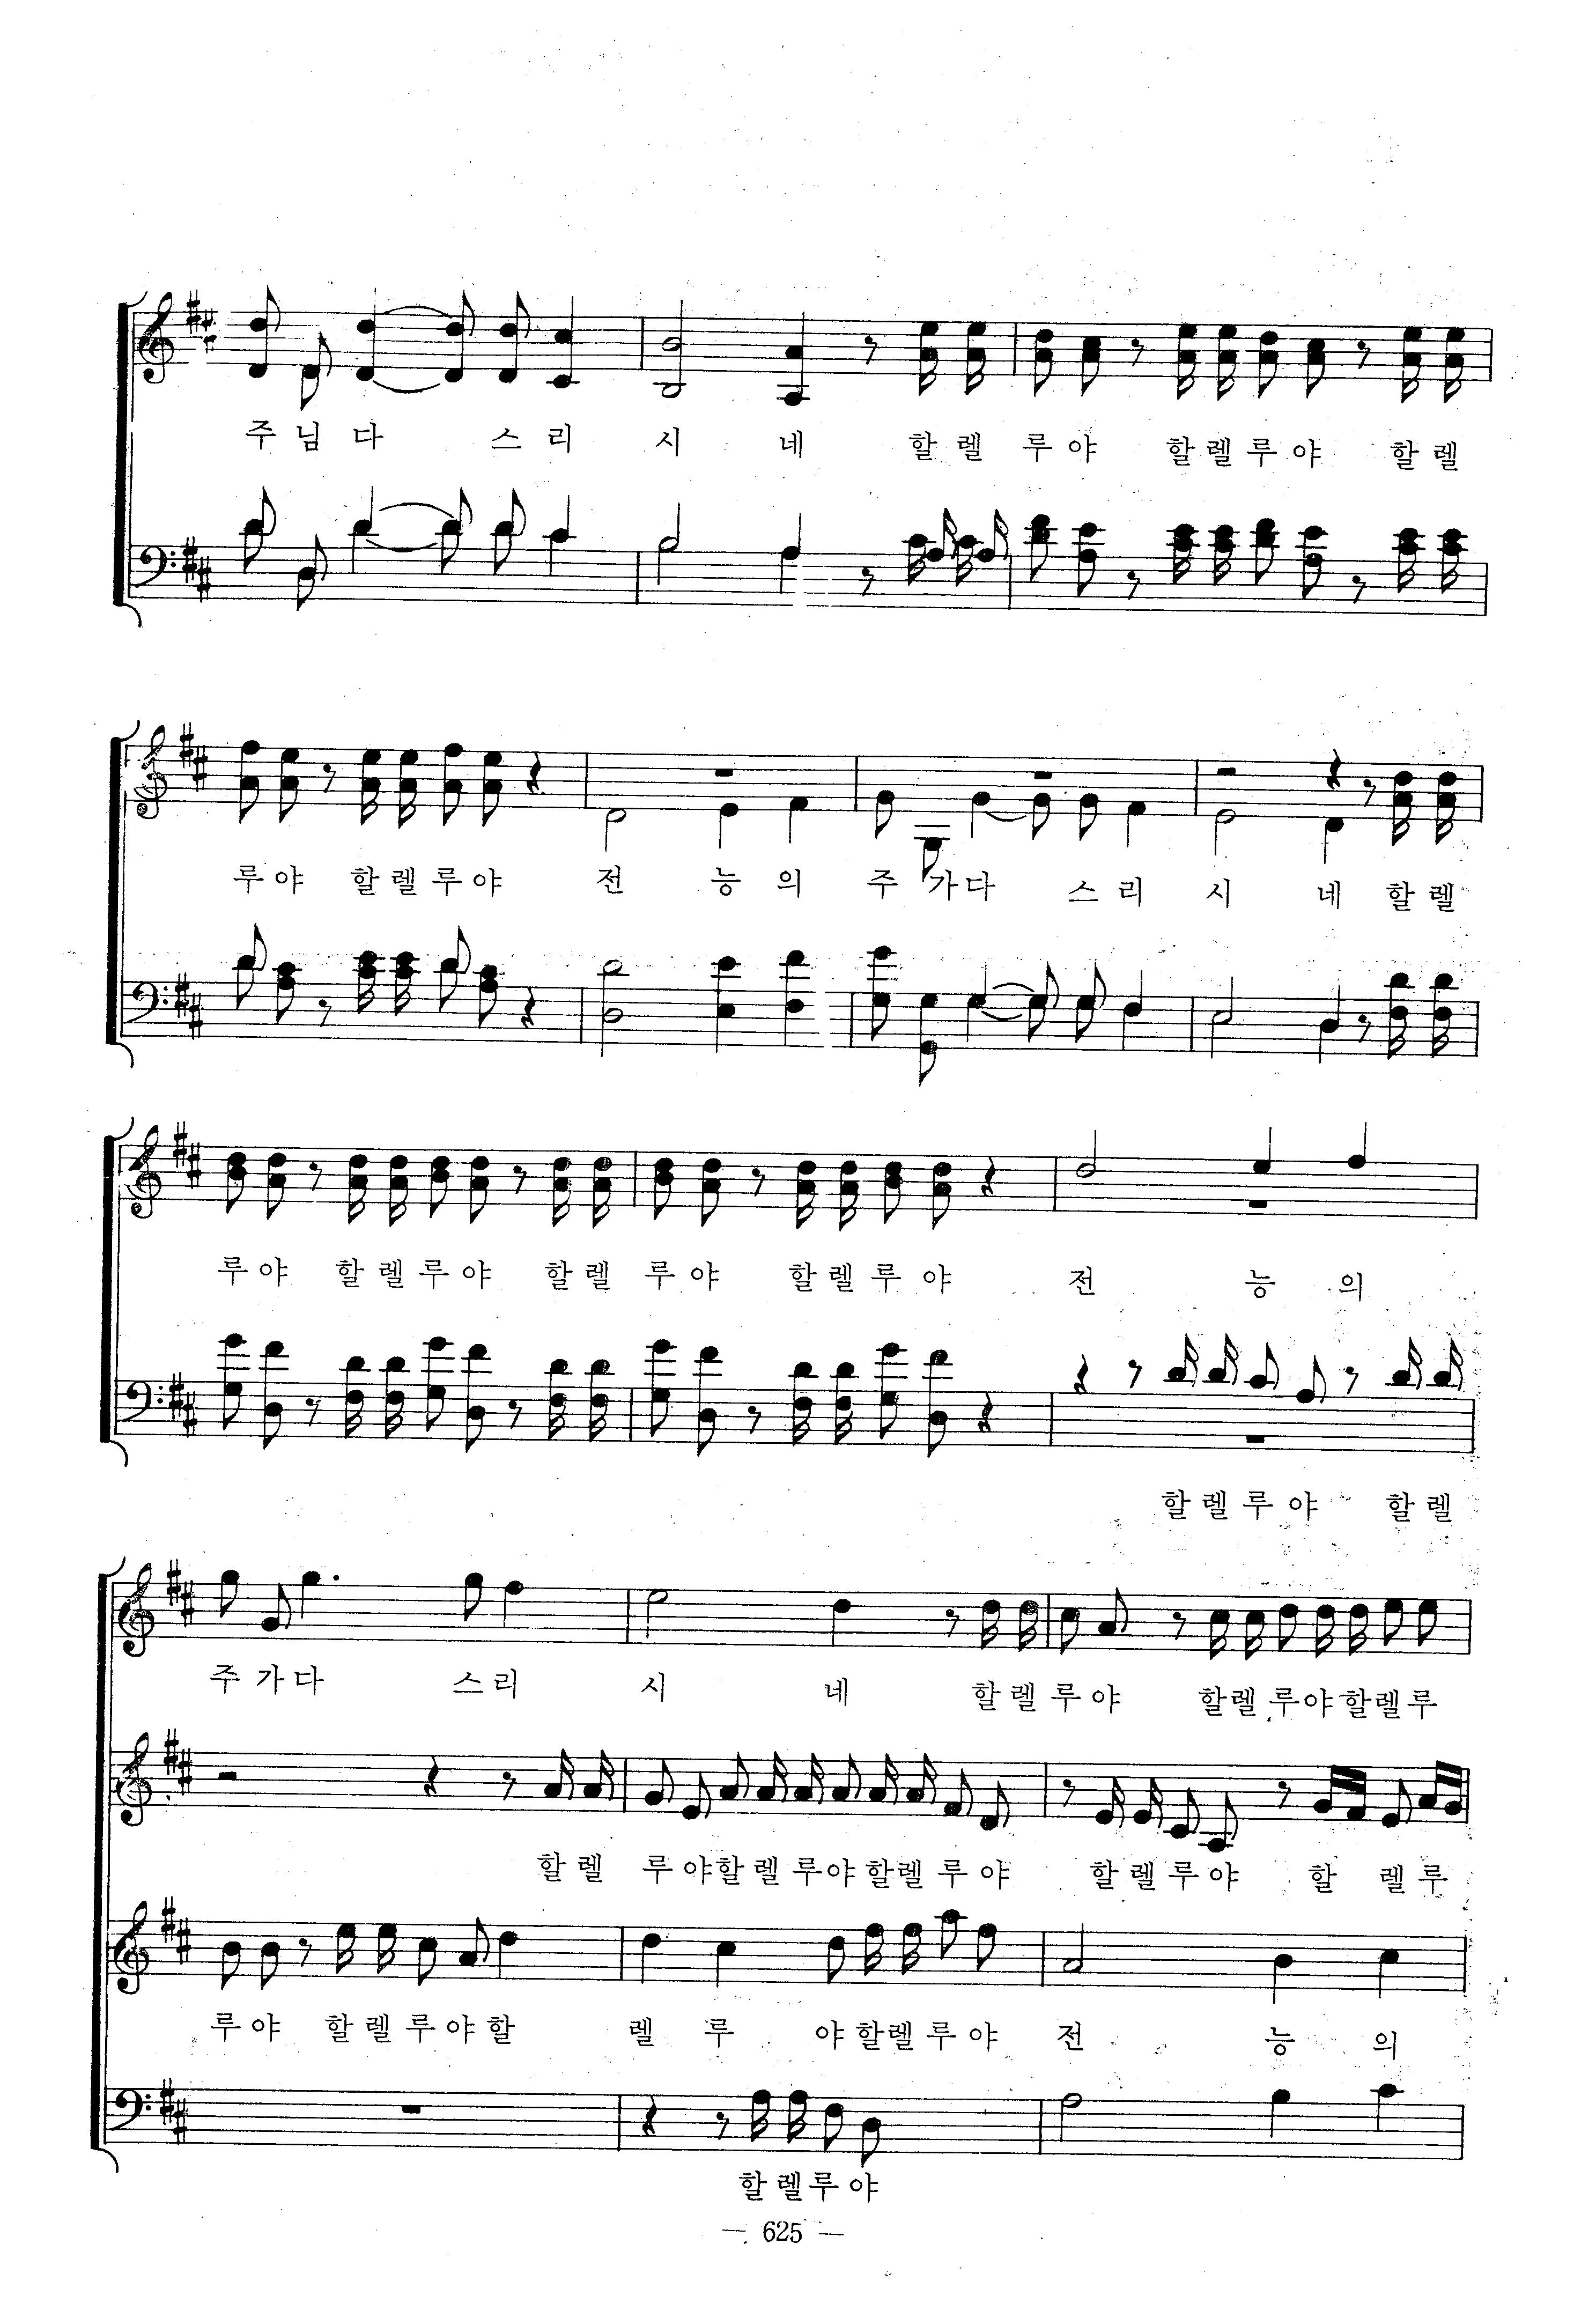 주 님 다 스 리 시 네 할 렐 루 야 할 렐 루 야 할 렐
루 야 할 렐 루 야 전 능 의 주 가 다 스 리 시 네 할 렐
루 야 할 렐 루 야 할 렐 루 야 할 렐 루 야 전 능 의
할 렐 루 야 할 렐
주 가 다 스 리 시 네 할 렐 루 야 할 렐 루 야 할 렐 루
할 렐 루 야 할 렐 루 야 할 렐 루 야 할 렐 루 야 할 렐 루
루 야 할 렐 루 야 할 렐 루 야 할 렐 루 야 전 능 의
할 렐 루 야
— 625 —